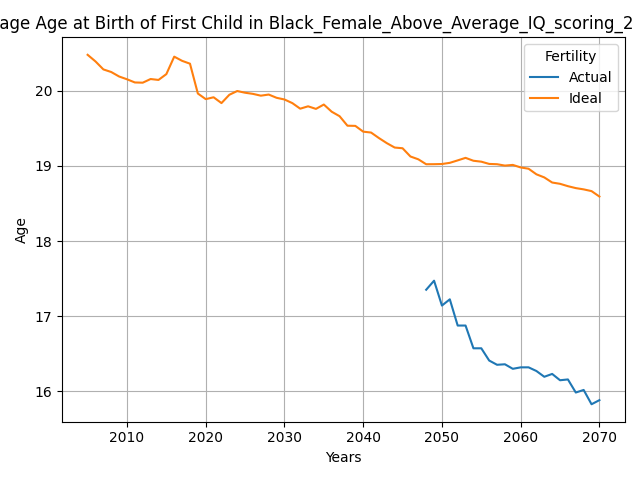 age Age at Birth of First Child in Black_Female_Above_Average_IQ_scoring_2
Fertility
Actual
Ideal
20
19
18
17
16
Age
2010 2020 2030 2040 2050 2060 2070
Years